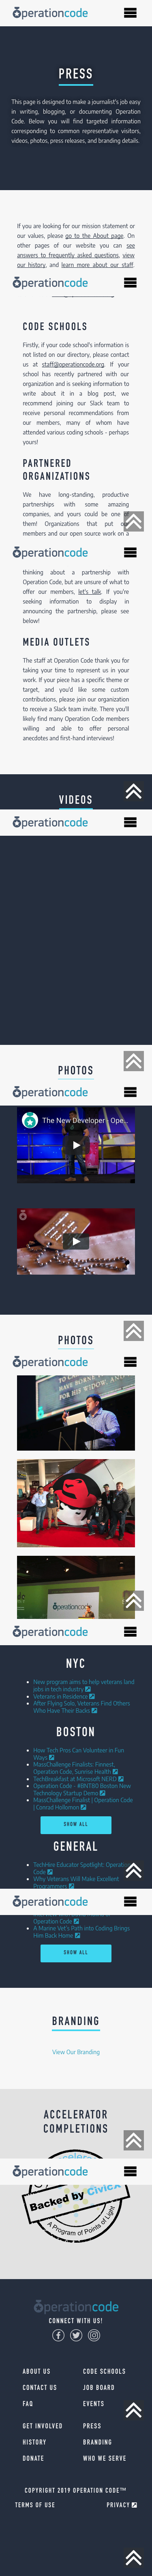 operationcode
PRESS
This page is designed to make a journalist's job easy
in writing, blogging, or documenting Operation
Code. Below you will find targeted information
corresponding to common representative visitors,
videos, photos, press releases, and branding details.
If you are looking for our mission statement or
our values, please go to the About page. On
other pages of our website you can see
answers to frequently asked questions, view
our history, and learn more about our staff.
operationcode
CODE SCHOOLS
Firstly, if your code school's information is
not listed on our directory, please contact
us at staff@operationcode.org. If your
school has recently partnered with our
organization and is seeking information to
write about it in a blog post, we
recommend joining our Slack team to
receive personal recommendations from
our members, many of whom have
attended various coding schools - perhaps
yours!
PARTNERED
ORGANIZATIONS
We have long-standing, productive
partnerships with some amazing
companies, and yours could be one of
them! Organizations that put our
members and our open source work on a
operationcode
thinking about a partnership with
Operation Code, but are unsure of what to
offer our members, let's talk. If you're
seeking information to display in
announcing the partnership, please see
below!
MEDIA OUTLETS
The staff at Operation Code thank you for
taking your time to represent us in your
work. If your piece has a specific theme or
target, and you'd like some custom
contributions, please join our organization
to receive a Slack team invite. There you'll
likely find many Operation Code members
willing and able to offer personal
anecdotes and first-hand interviews!
VIDEOS
operationcode
PHOTOS
operationcode
The New Developer - Ope...
PHOTOS
operationcode
operationcode
operationcode
NYC
New program aims to help veterans land
jobs in tech industry
Veterans in Residence
After Flying Solo, Veterans Find Others
Who Have Their Backs
BOSTON
How Tech Pros Can Volunteer in Fun
Ways
MassChallenge Finalists: Finnest,
Operation Code, Sunrise Health
TechBreakfast at Microsoft NERD
Operation Code - #BNT80 Boston New
Technology Startup Demo
MassChallenge Finalist | Operation Code
| Conrad Hollomon
SHOW ALL
GENERAL
TechHire Educator Spotlight: Operation
Code
Why Veterans Will Make Excellent
Programmers
operationcode
Operation Code
A Marine Vet's Path into Coding Brings
Him Back Home
SHOW ALL
BRANDING
View Our Branding
ACCELERATOR
COMPLETIONS
operationcode
Backed by CivicX
A Program of Points of Light
operationcode
CONNECT WITH US!
ABOUT US
CODE SCHOOLS
CONTACT US
JOB BOARD
FAQ
EVENTS
GET INVOLVED
PRESS
HISTORY
BRANDING
DONATE
WHO WE SERVE
COPYRIGHT 2019 OPERATION CODE™
TERMS OF USE
PRIVACY